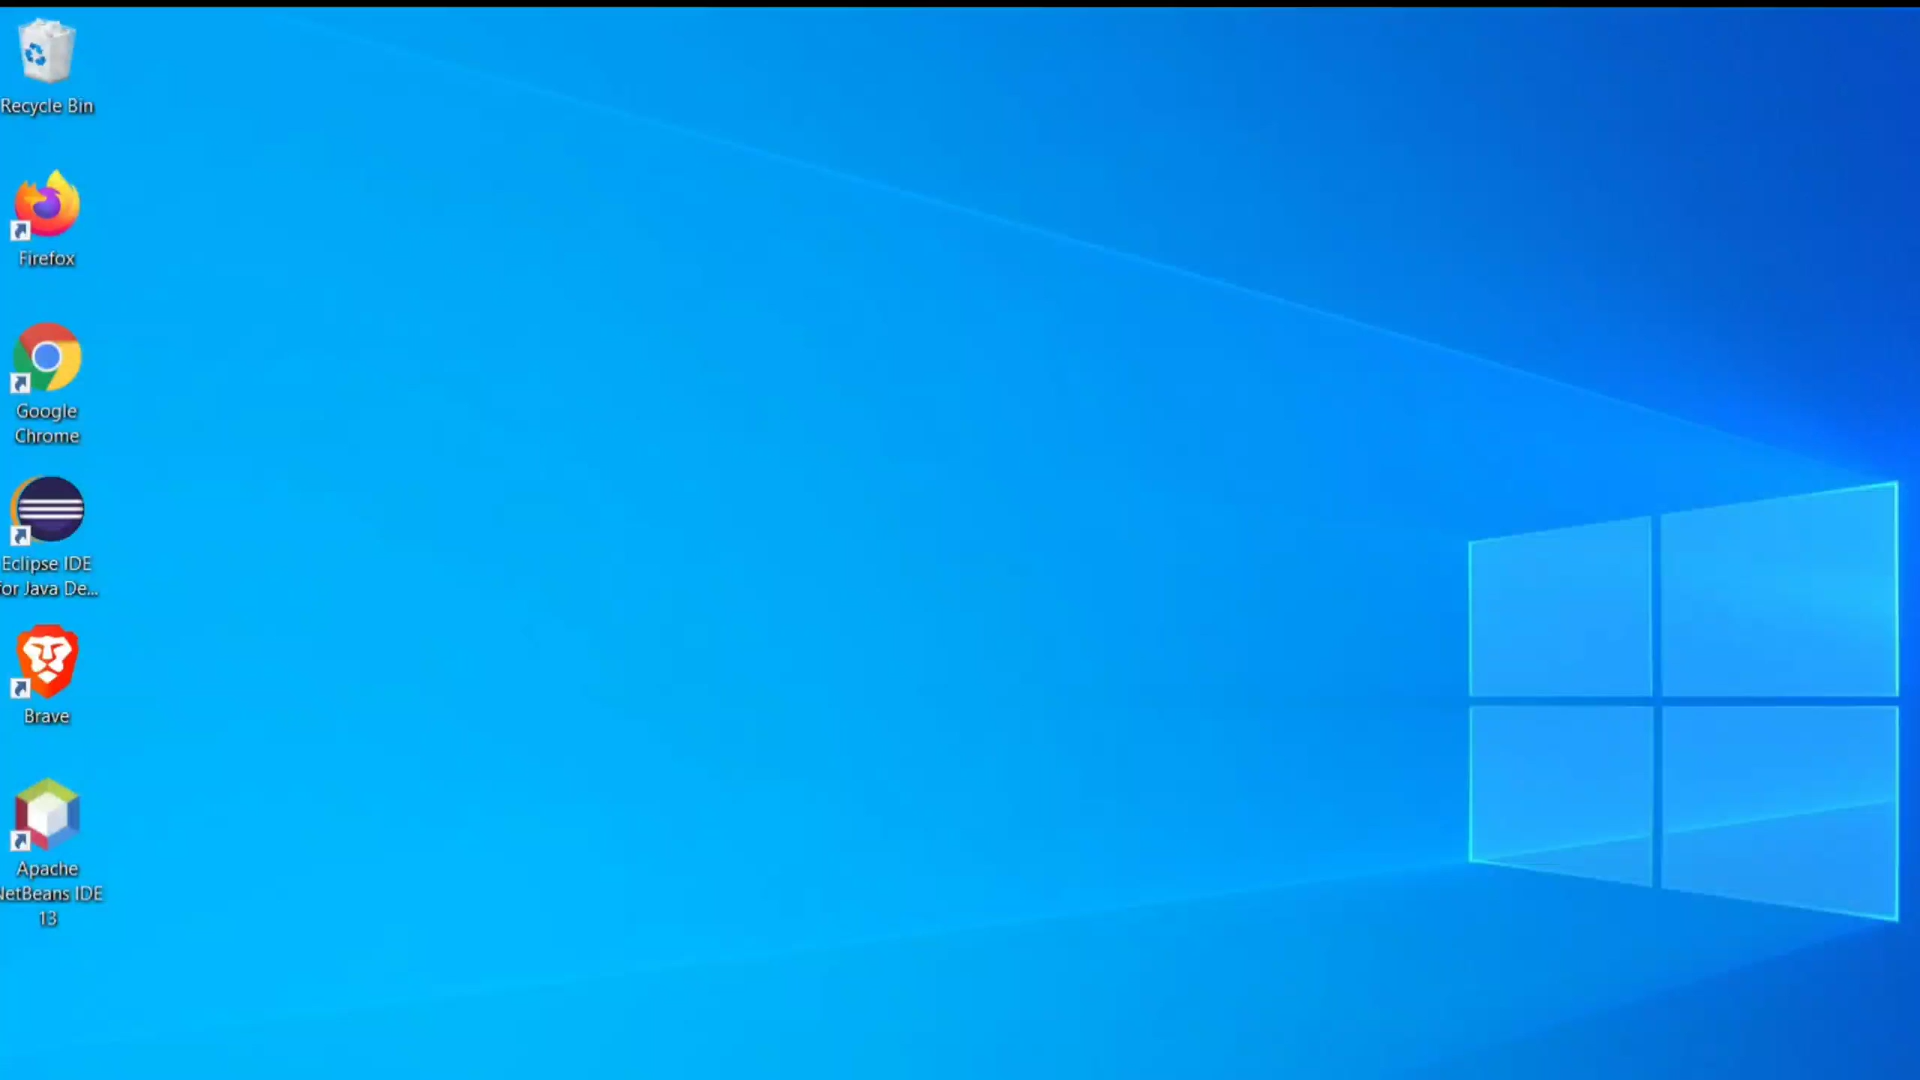 Recycle Bin
Firefox
Google
Chrome
Eclipse IDE
for Java De...
Brave
Apache
NetBeans IDE
13